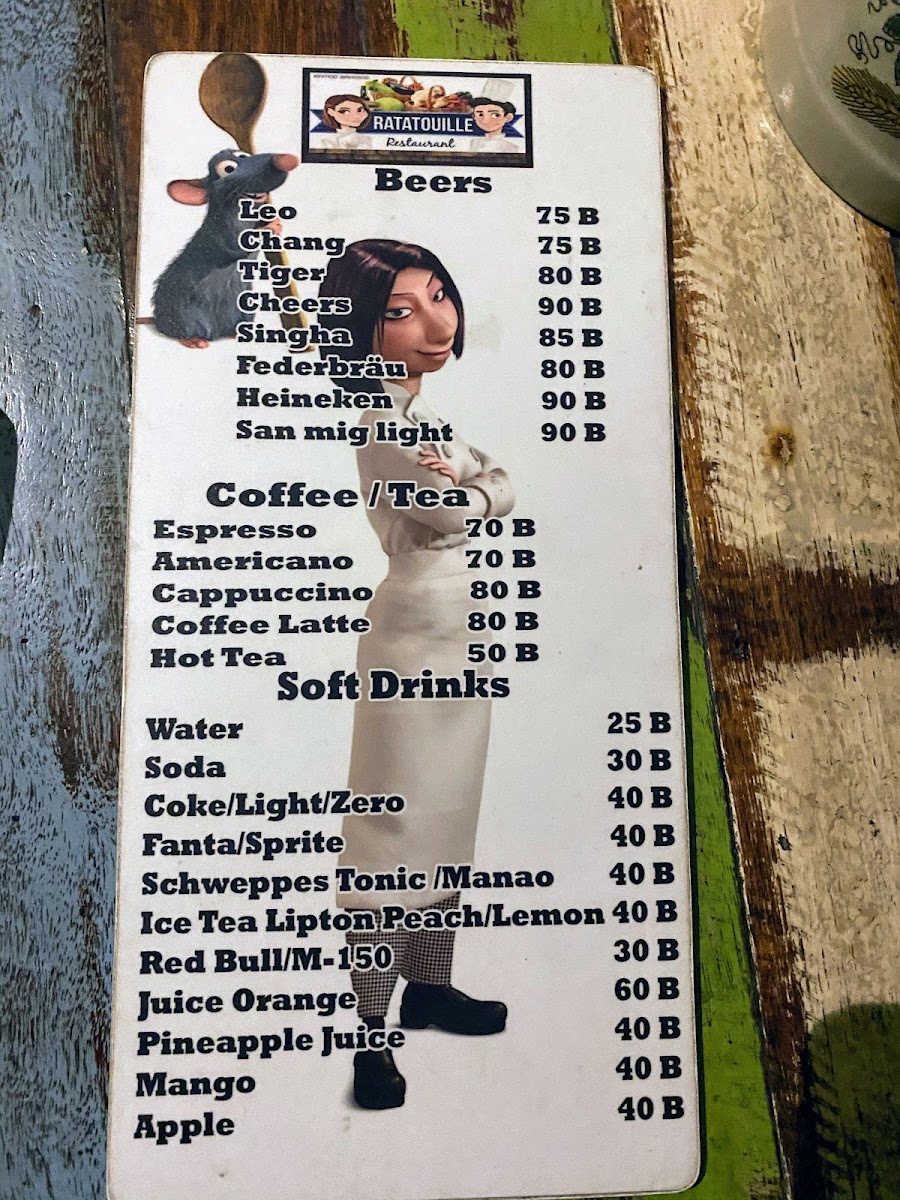 RATATOUILLE
Restaurant
Beers
Leo 75 B
Chang 75 B
Tiger 80 B
Cheers 90 B
Singha 85 B
Federbräu 80 B
Heineken 90 B
San mig light 90 B
Coffee / Tea
Espresso 70 B
Americano 70 B
Cappuccino 80 B
Coffee Latte 80 B
Hot Tea 50 B
Soft Drinks
Water 25 B
Soda 30 B
Coke/Light/Zero 40 B
Fanta/Sprite 40 B
Schweppes Tonic /Manao 40 B
Ice Tea Lipton Peach/Lemon 40 B
Red Bull/M-150 30 B
Juice Orange 60 B
Pineapple Juice 40 B
Mango 40 B
Apple 40 B